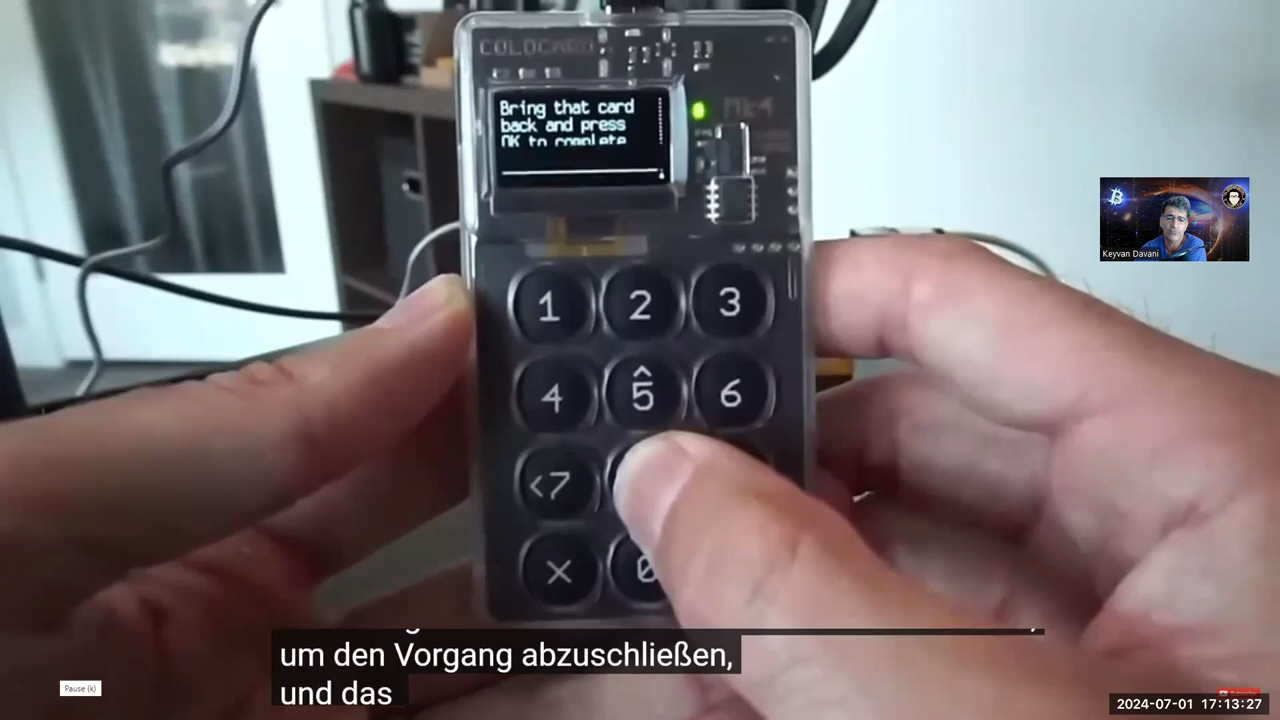 COLDCARD
Mk4
Bring that card
back and press
OK to complete
1 2 3
4 5 6
<7
X 0
Keyvan Davani
um den Vorgang abzuschließen,
und das
Pause (k)
2024-07-01 17:13:27